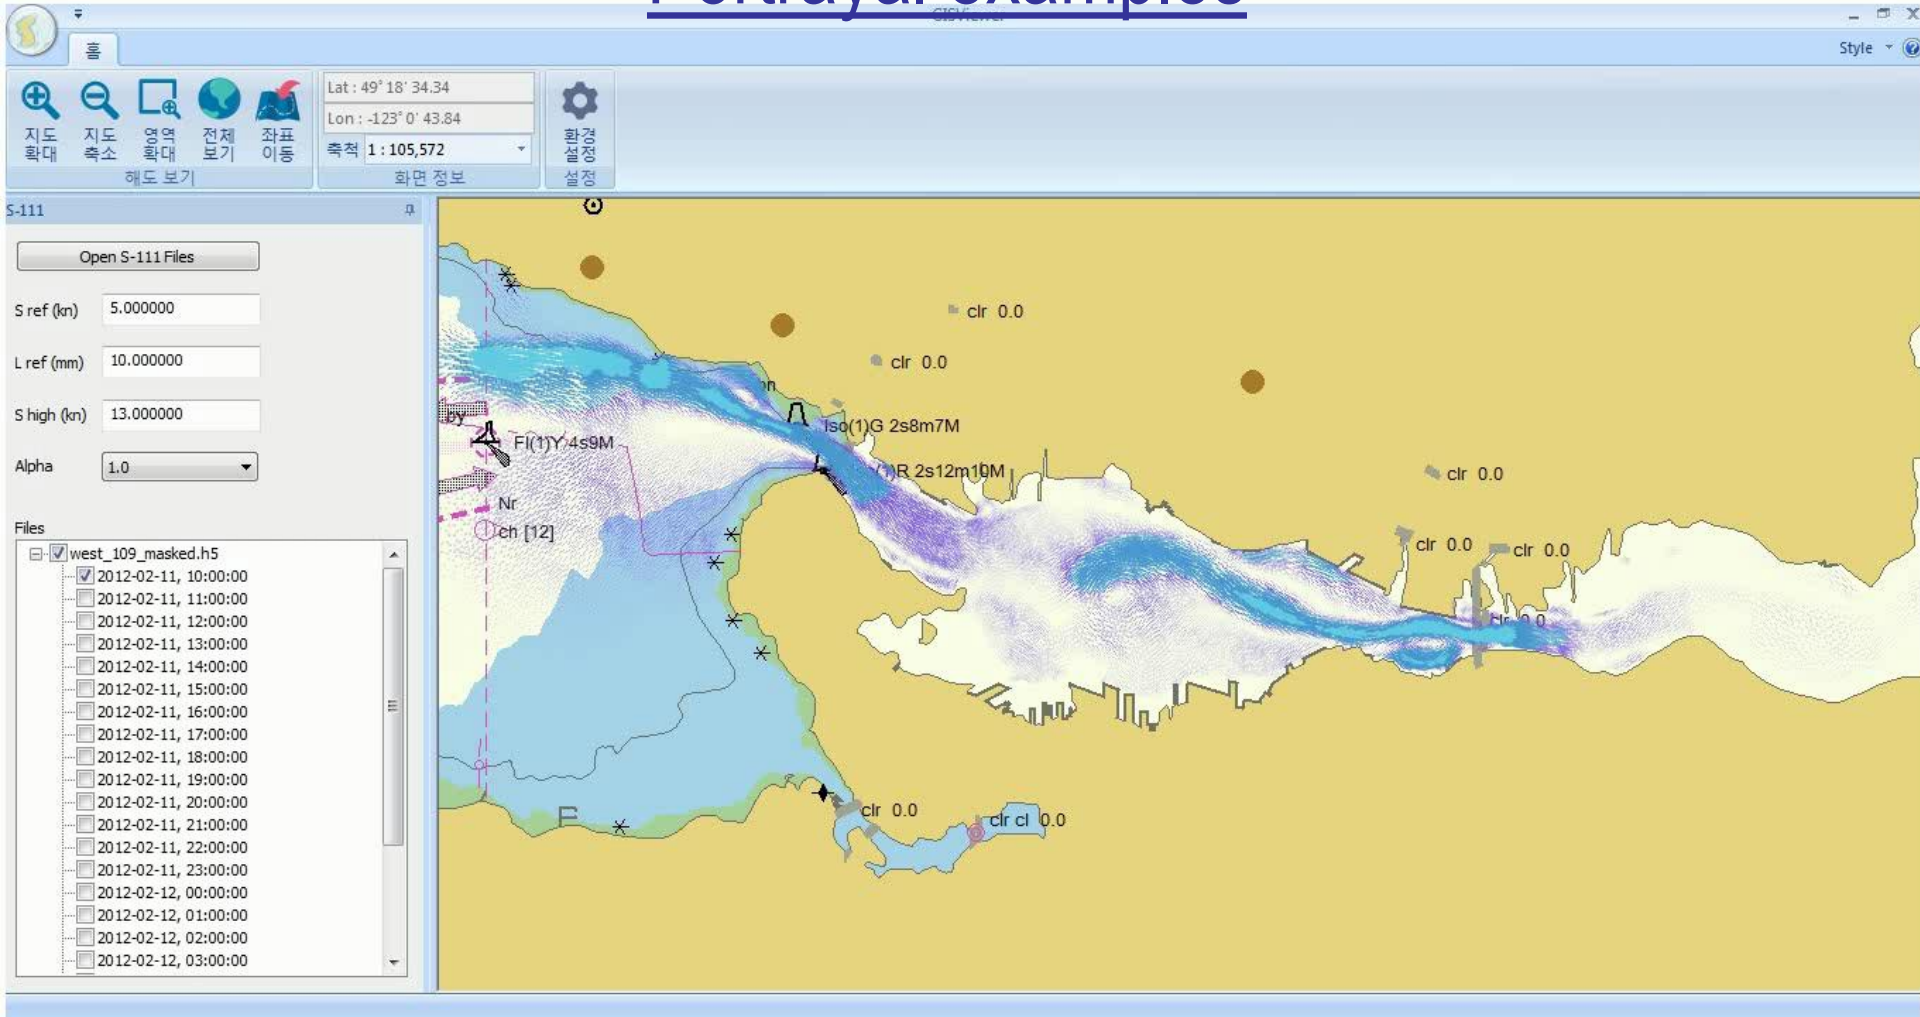 Portrayal examples
GISViewer
홈
Style
지도 확대
지도 축소
영역 확대
전체 보기
좌표 이동
해도 보기
Lat : 49° 18' 34.34
Lon : -123° 0' 43.84
축척 1 : 105,572
화면 정보
환경 설정
설정
S-111
Open S-111 Files
S ref (kn) 5.000000
L ref (mm) 10.000000
S high (kn) 13.000000
Alpha 1.0
Files
west_109_masked.h5
2012-02-11, 10:00:00
2012-02-11, 11:00:00
2012-02-11, 12:00:00
2012-02-11, 13:00:00
2012-02-11, 14:00:00
2012-02-11, 15:00:00
2012-02-11, 16:00:00
2012-02-11, 17:00:00
2012-02-11, 18:00:00
2012-02-11, 19:00:00
2012-02-11, 20:00:00
2012-02-11, 21:00:00
2012-02-11, 22:00:00
2012-02-11, 23:00:00
2012-02-12, 00:00:00
2012-02-12, 01:00:00
2012-02-12, 02:00:00
2012-02-12, 03:00:00
clr 0.0
clr 0.0
by
Fl(1)Y 4s9M
Iso(1)G 2s8m7M
(1)R 2s12m10M
clr 0.0
Nr
ch [12]
clr 0.0
clr 0.0
clr 0.0
clr 0.0
clr cl 0.0